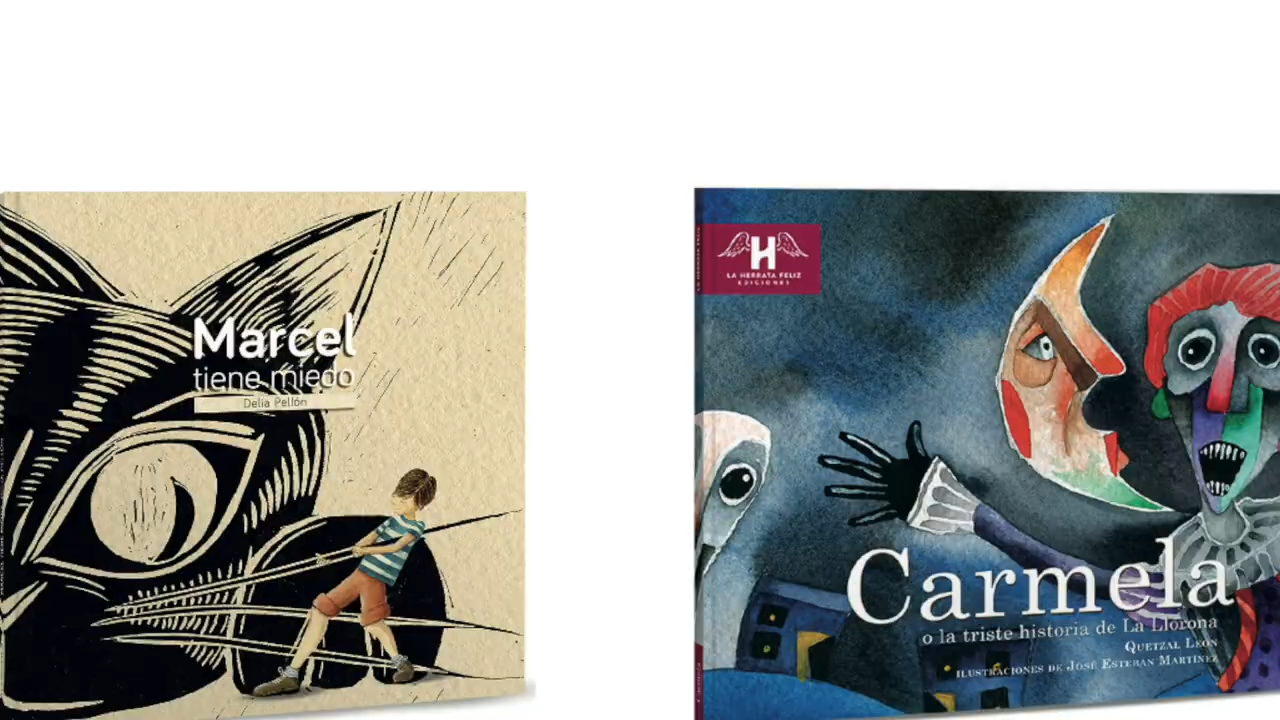 Marcel
tiene miedo
Delia Pellón
H
LA HERRATA FELIZ
EDICIONES
Carmela
o la triste historia de La Llorona
Quetzal León
ilustraciones de José Esteban Martínez